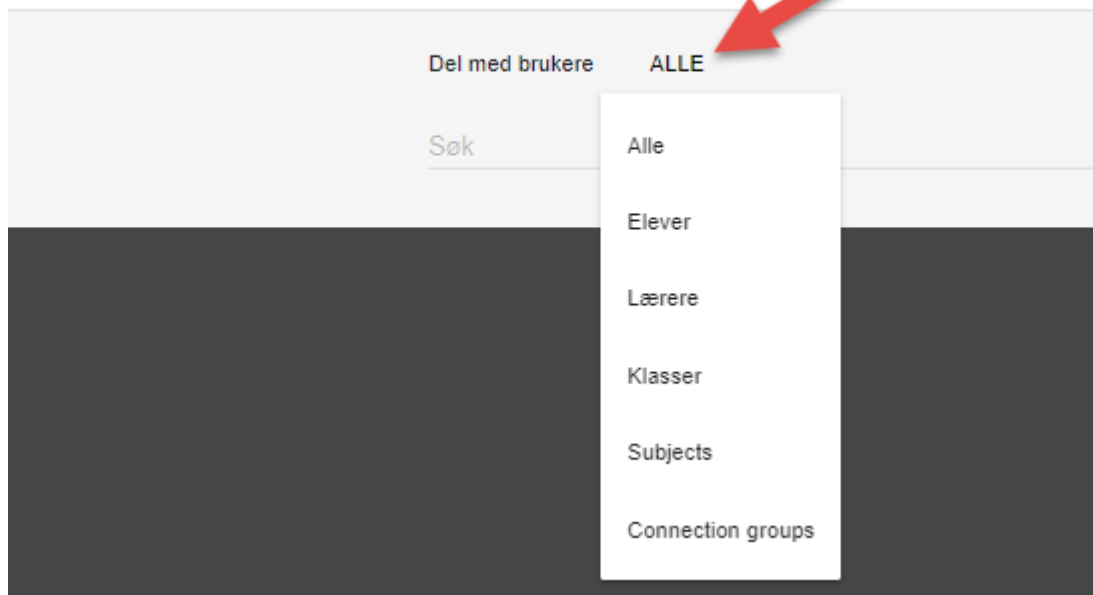 Del med brukere ALLE
Søk
Alle
Elever
Lærere
Klasser
Subjects
Connection groups